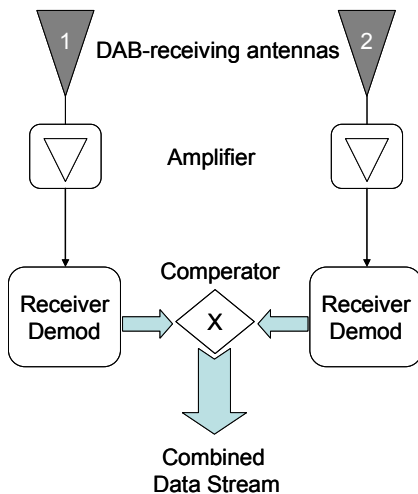 1
DAB-receiving antennas
2
Amplifier
Comperator
Receiver
Demod
X
Receiver
Demod
Combined
Data Stream